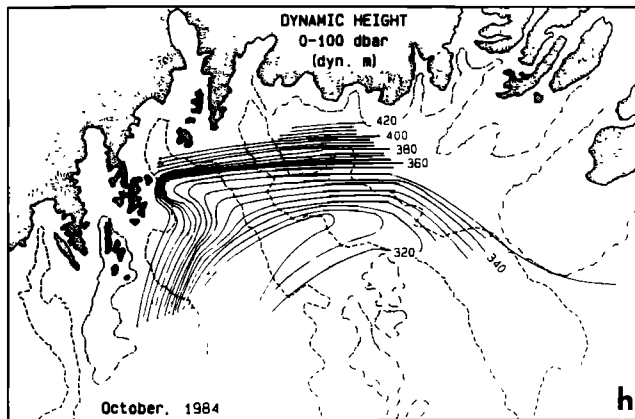 DYNAMIC HEIGHT
0-100 dbar
(dyn. m)
420
400
380
360
320
340
October, 1984
h